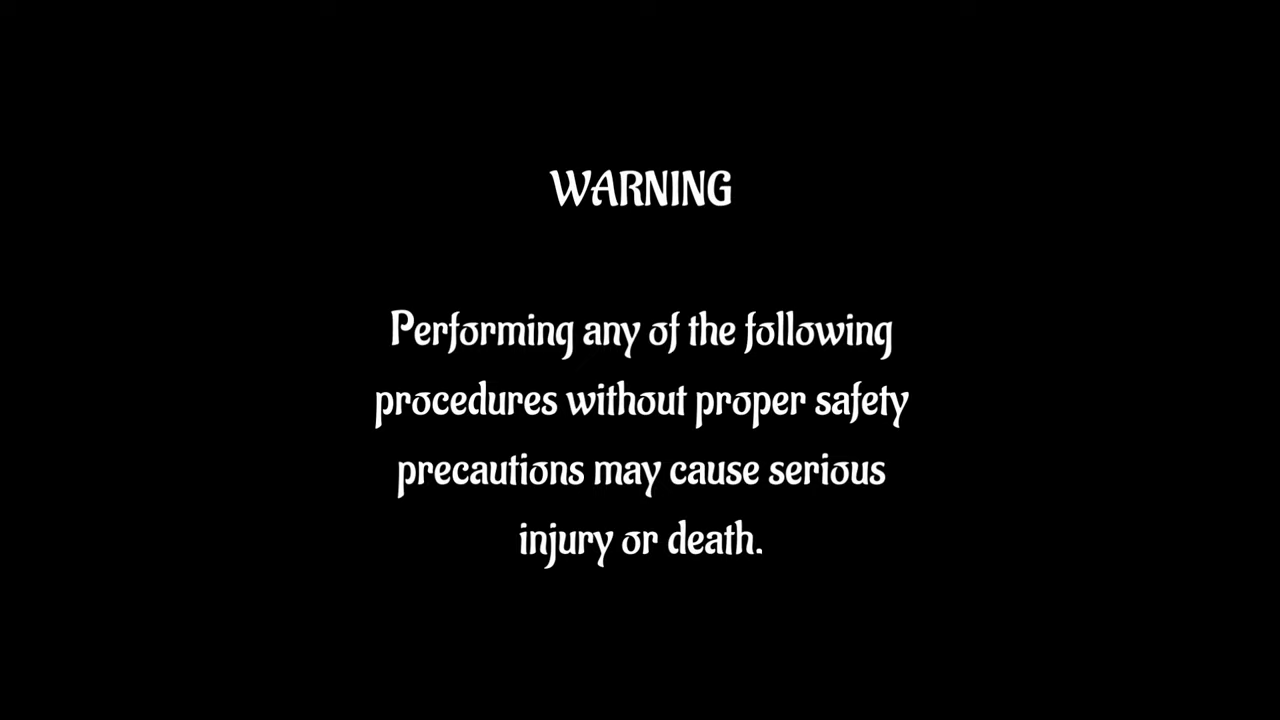 WARNING
Performing any of the following
procedures without proper safety
precautions may cause serious
injury or death.